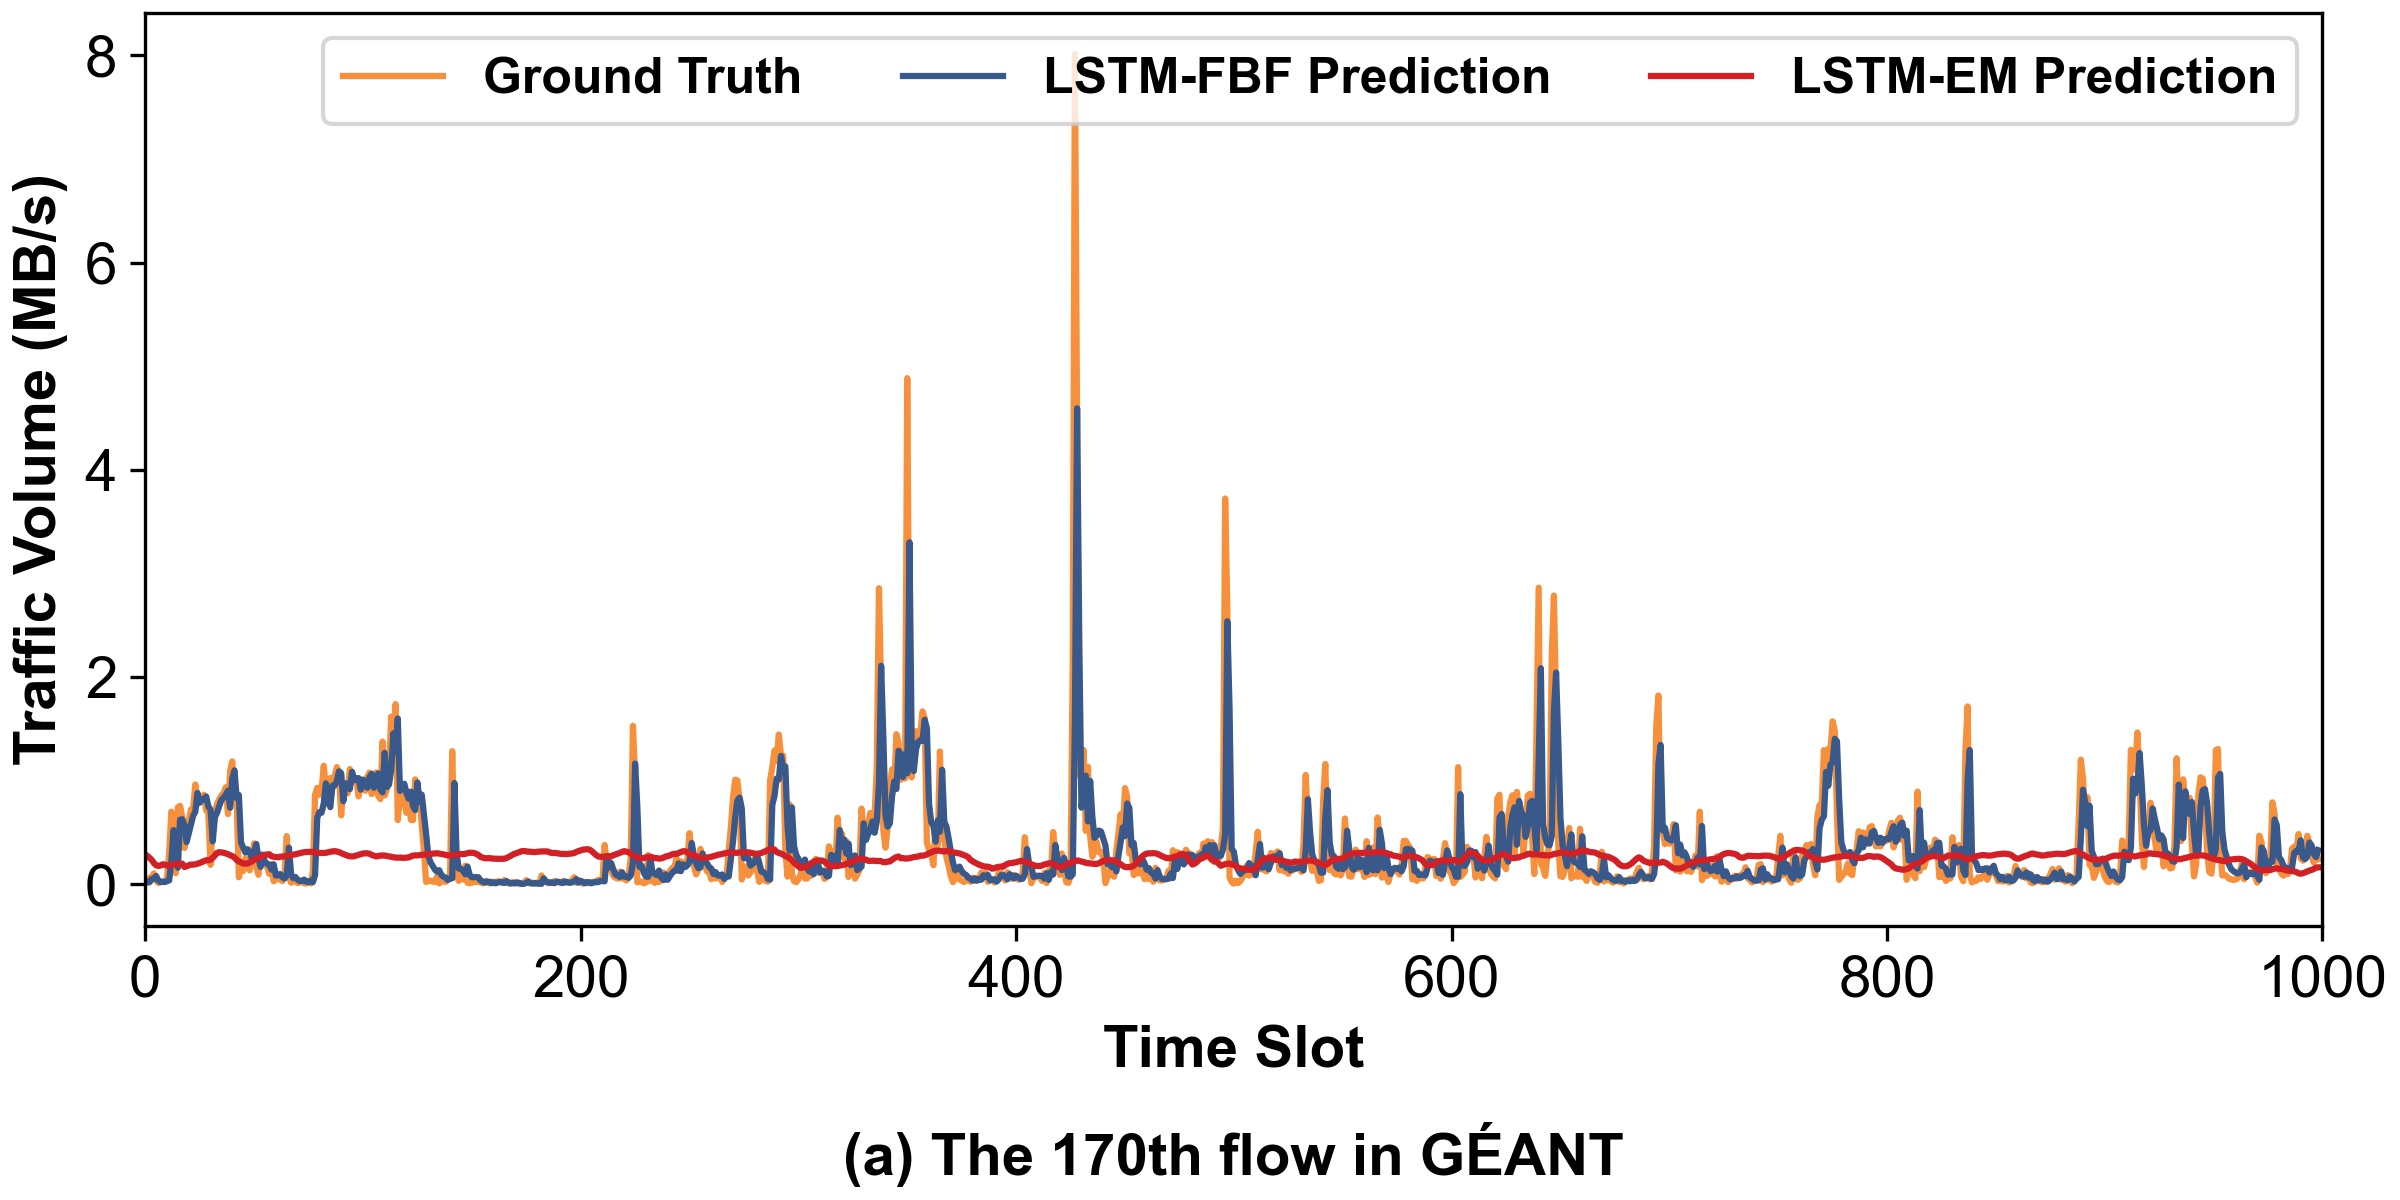 Ground Truth LSTM-FBF Prediction LSTM-EM Prediction
Traffic Volume (MB/s)
8
6
4
2
0
0 200 400 600 800 1000
Time Slot
(a) The 170th flow in GÉANT